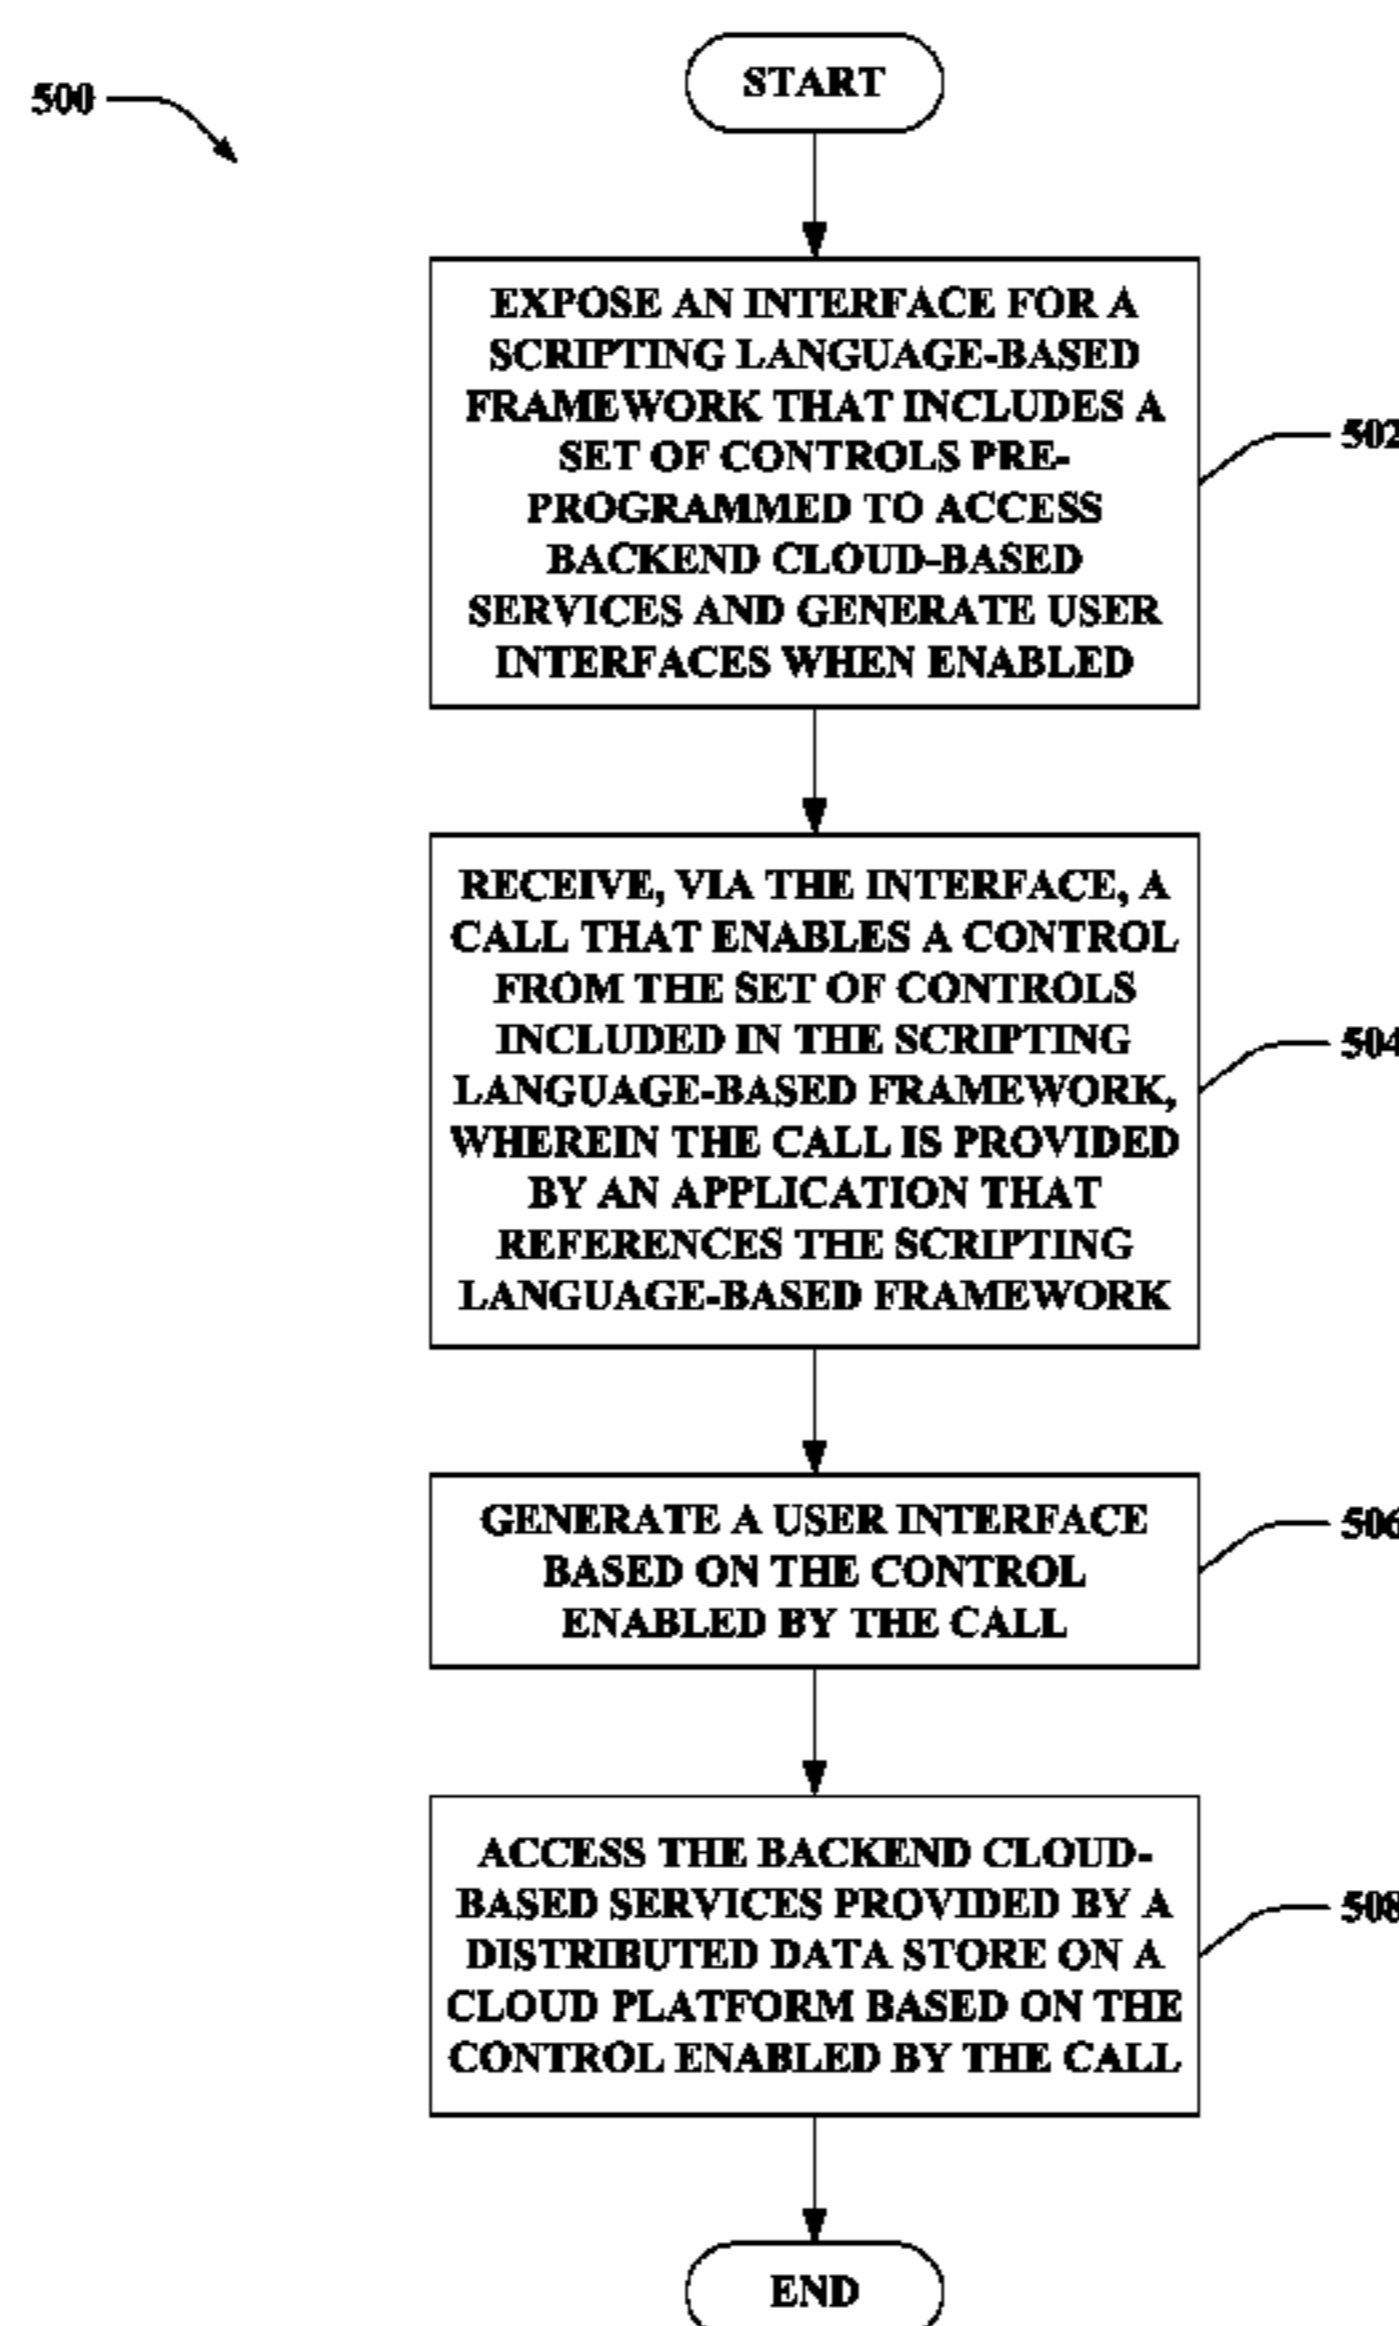 START
500
EXPOSE AN INTERFACE FOR A
SCRIPTING LANGUAGE-BASED
FRAMEWORK THAT INCLUDES A
SET OF CONTROLS PRE-
PROGRAMMED TO ACCESS
BACKEND CLOUD-BASED
SERVICES AND GENERATE USER
INTERFACES WHEN ENABLED
502
RECEIVE, VIA THE INTERFACE, A
CALL THAT ENABLES A CONTROL
FROM THE SET OF CONTROLS
INCLUDED IN THE SCRIPTING
LANGUAGE-BASED FRAMEWORK,
WHEREIN THE CALL IS PROVIDED
BY AN APPLICATION THAT
REFERENCES THE SCRIPTING
LANGUAGE-BASED FRAMEWORK
504
GENERATE A USER INTERFACE
BASED ON THE CONTROL
ENABLED BY THE CALL
506
ACCESS THE BACKEND CLOUD-
BASED SERVICES PROVIDED BY A
DISTRIBUTED DATA STORE ON A
CLOUD PLATFORM BASED ON THE
CONTROL ENABLED BY THE CALL
508
END